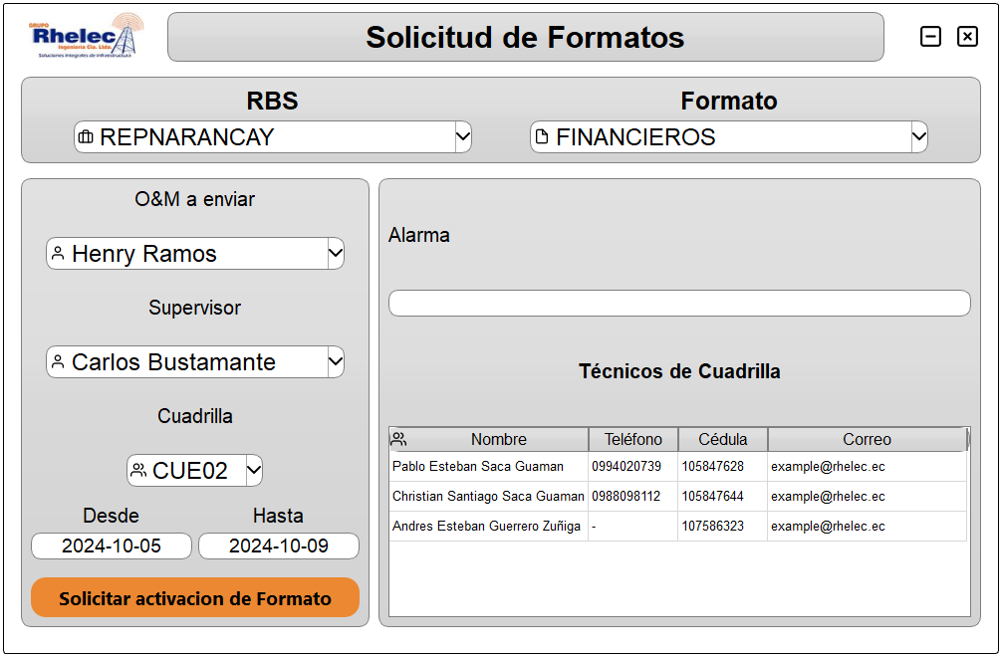 GRUPO
Rhelec
Ingeniería Cía. Ltda.
Soluciones Integrales de Infraestructura
Solicitud de Formatos
RBS
Formato
REPNARANCAY
FINANCIEROS
O&M a enviar
Henry Ramos
Supervisor
Carlos Bustamante
Cuadrilla
CUE02
Desde Hasta
2024-10-05 2024-10-09
Solicitar activacion de Formato
Alarma
Técnicos de Cuadrilla
Nombre Teléfono Cédula Correo
Pablo Esteban Saca Guaman 0994020739 105847628 example@rhelec.ec
Christian Santiago Saca Guaman 0988098112 105847644 example@rhelec.ec
Andres Esteban Guerrero Zuñiga - 107586323 example@rhelec.ec